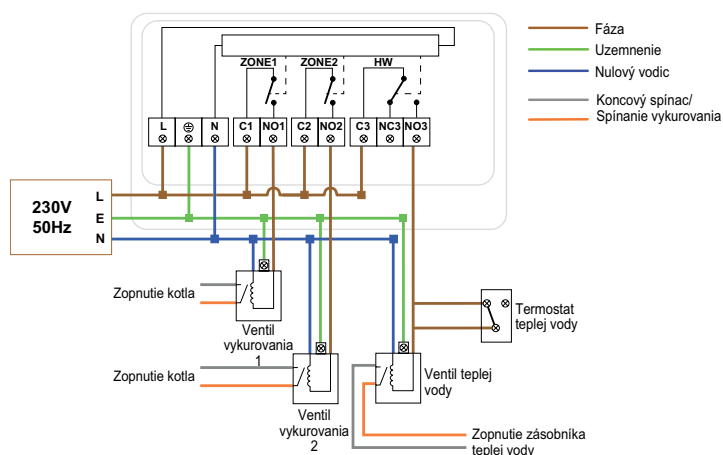 ZONE1 ZONE2 HW
L N C1 NO1 C2 NO2 C3 NC3 NO3
Fáza
Uzemnenie
Nulový vodic
Koncový spínac/
Spínanie vykurovania
230V
50Hz
L
E
N
Zopnutie kotla
Ventil
vykurovania
1
Zopnutie kotla
Ventil
vykurovania
2
Ventil teplej
vody
Termostat
teplej vody
Zopnutie zásobníka
teplej vody